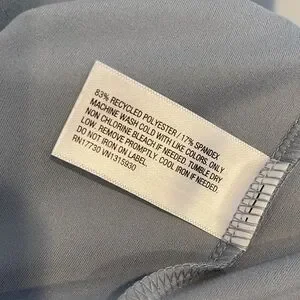 83% RECYCLED POLYESTER / 17% SPANDEX
MACHINE WASH COLD WITH LIKE COLORS. ONLY
NON CHLORINE BLEACH IF NEEDED. TUMBLE DRY
LOW. REMOVE PROMPTLY. COOL IRON IF NEEDED.
DO NOT IRON ON LABEL.
RN17730 VN1315930